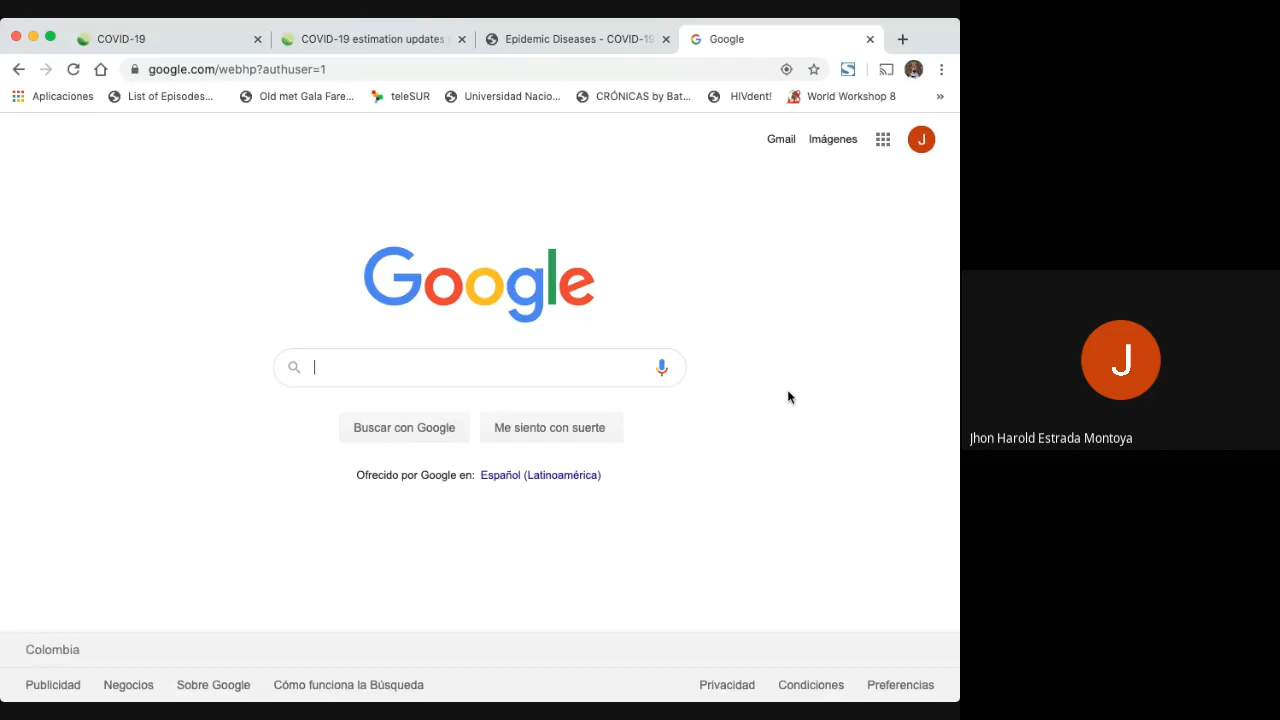 COVID-19
COVID-19 estimation updates
Epidemic Diseases - COVID-19
Google
google.com/webhp?authuser=1
Aplicaciones
List of Episodes...
Old met Gala Fare...
teleSUR
Universidad Nacio...
CRÓNICAS by Bat...
HIVdent!
World Workshop 8
»
Gmail
Imágenes
J
Google
Buscar con Google
Me siento con suerte
Ofrecido por Google en: Español (Latinoamérica)
Colombia
Publicidad
Negocios
Sobre Google
Cómo funciona la Búsqueda
Privacidad
Condiciones
Preferencias
J
Jhon Harold Estrada Montoya